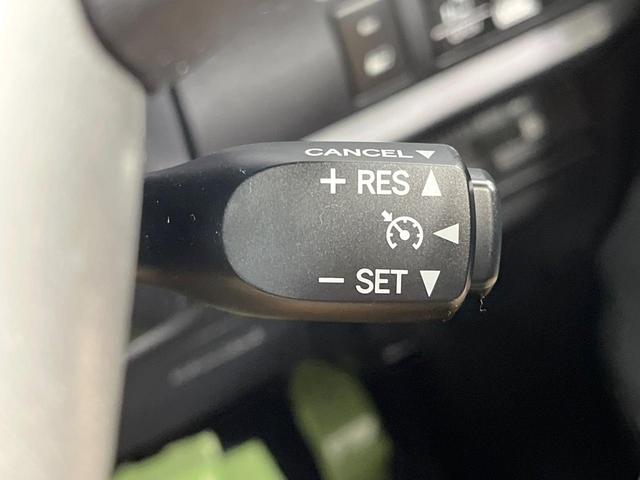 CANCEL ▼
+ RES ▲
◀
− SET ▼